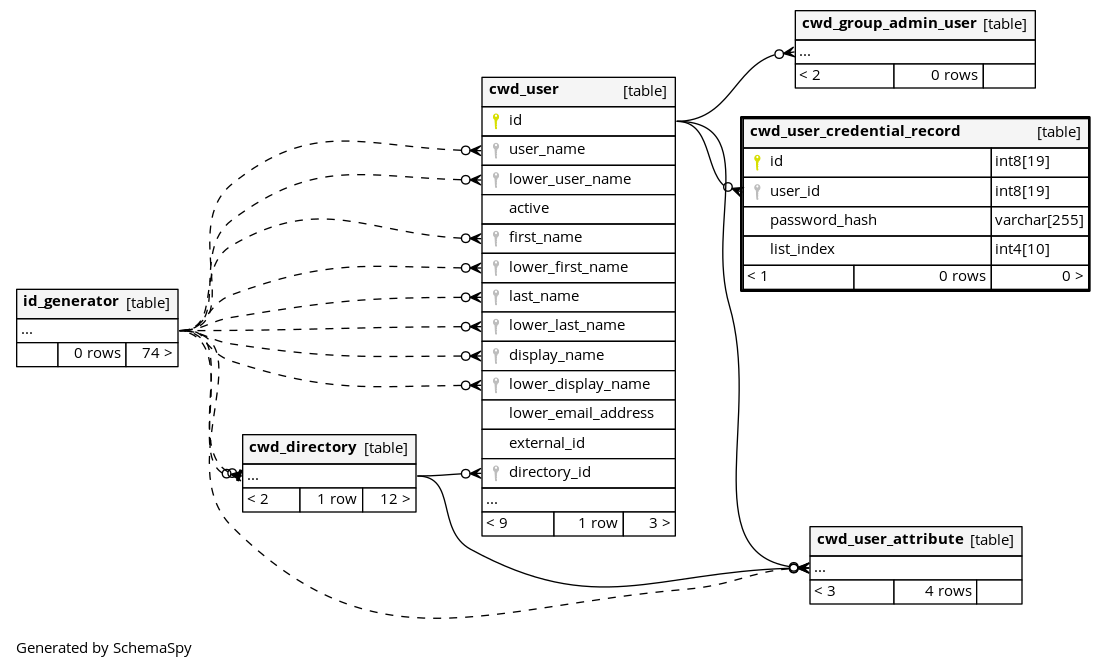 cwd_group_admin_user [table]
...
< 2 0 rows
cwd_user [table]
id
user_name
lower_user_name
active
first_name
lower_first_name
last_name
lower_last_name
display_name
lower_display_name
lower_email_address
external_id
directory_id
...
< 9 1 row 3 >
cwd_user_credential_record [table]
id int8[19]
user_id int8[19]
password_hash varchar[255]
list_index int4[10]
< 1 0 rows 0 >
id_generator [table]
...
0 rows 74 >
cwd_directory [table]
...
< 2 1 row 12 >
cwd_user_attribute [table]
...
< 3 4 rows
Generated by SchemaSpy